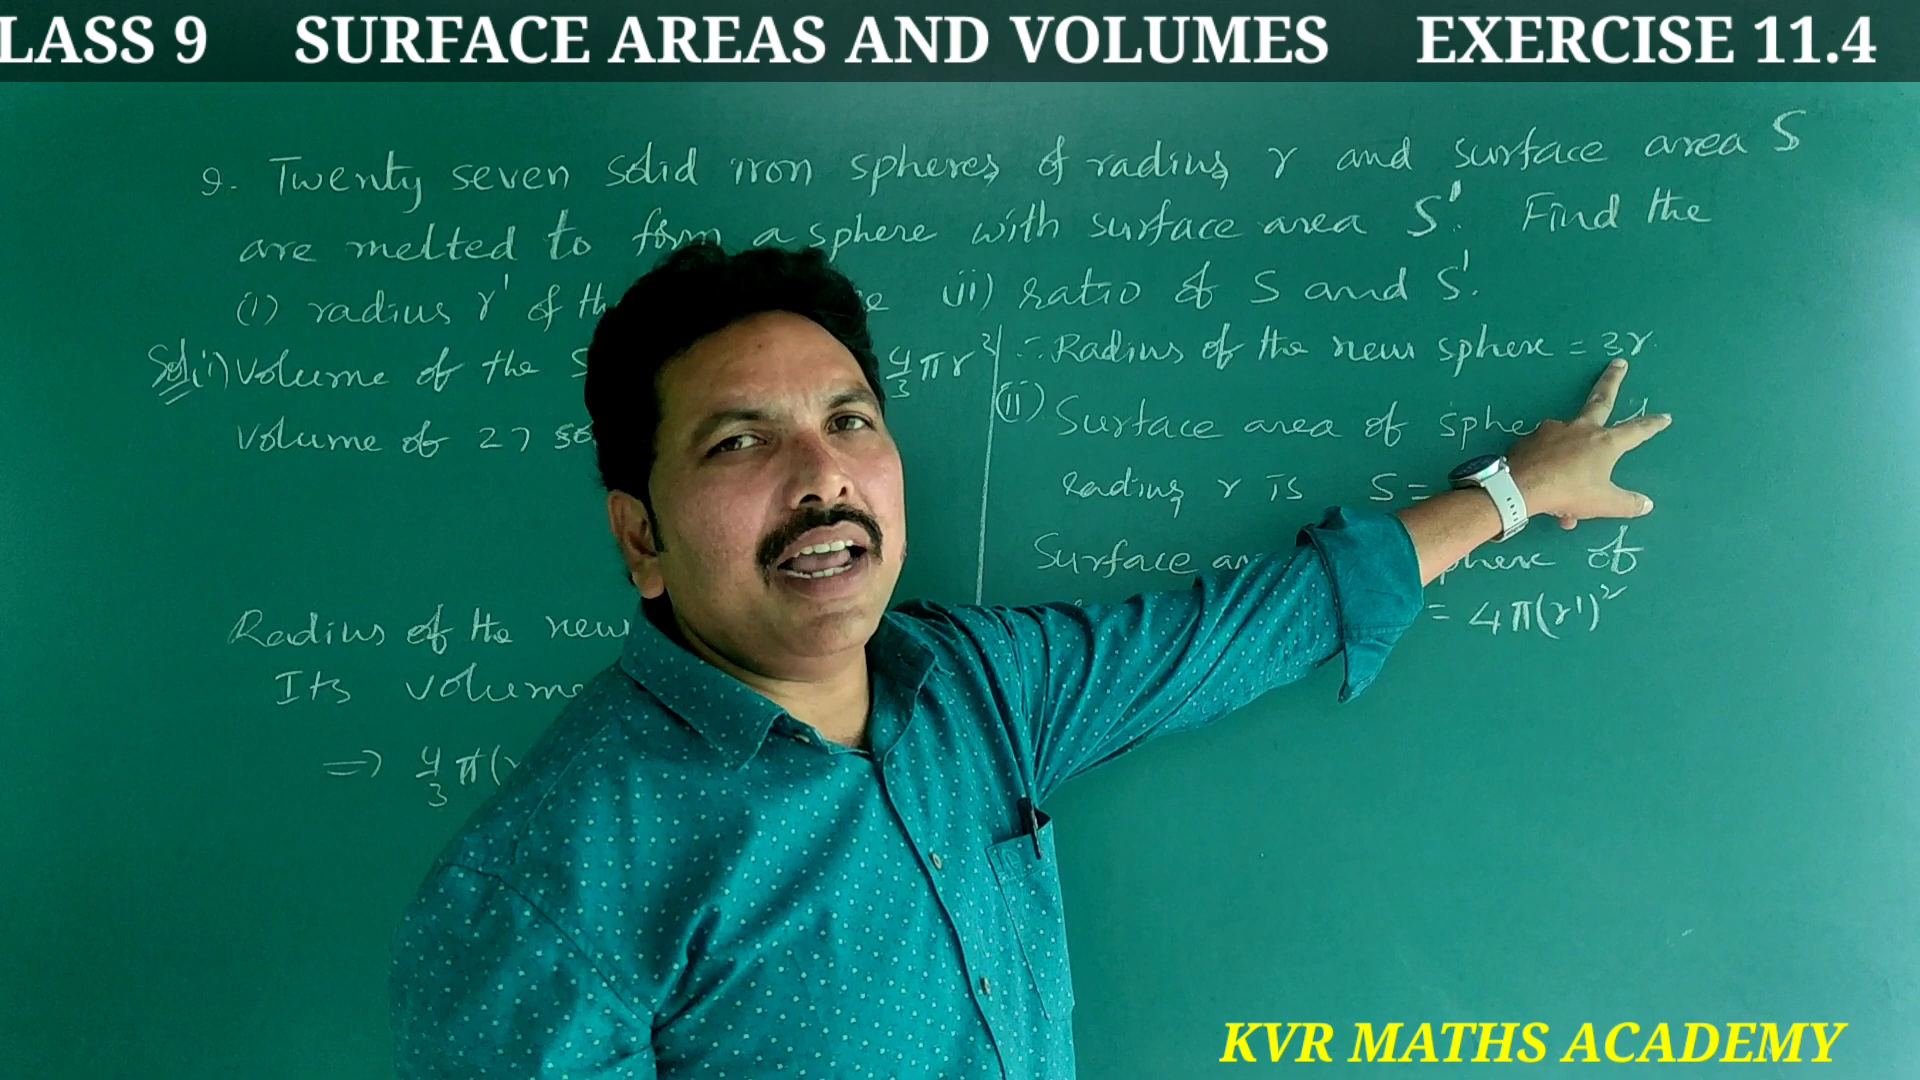 LASS 9 SURFACE AREAS AND VOLUMES EXERCISE 11.4
9. Twenty seven solid iron spheres of radius r and surface area S
are melted to form a sphere with surface area S'. Find the
(i) radius r' of th (ii) ratio of S and S'.
Sol (i) Volume of the S 4/3 πr³
Volume of 27
Radius of the new
Its volume
⇒ 4/3 π(
∴ Radius of the new sphere = 3r.
(ii) Surface area of sphe
radius r is S =
Surface ar phere of
= 4π(r')²
KVR MATHS ACADEMY